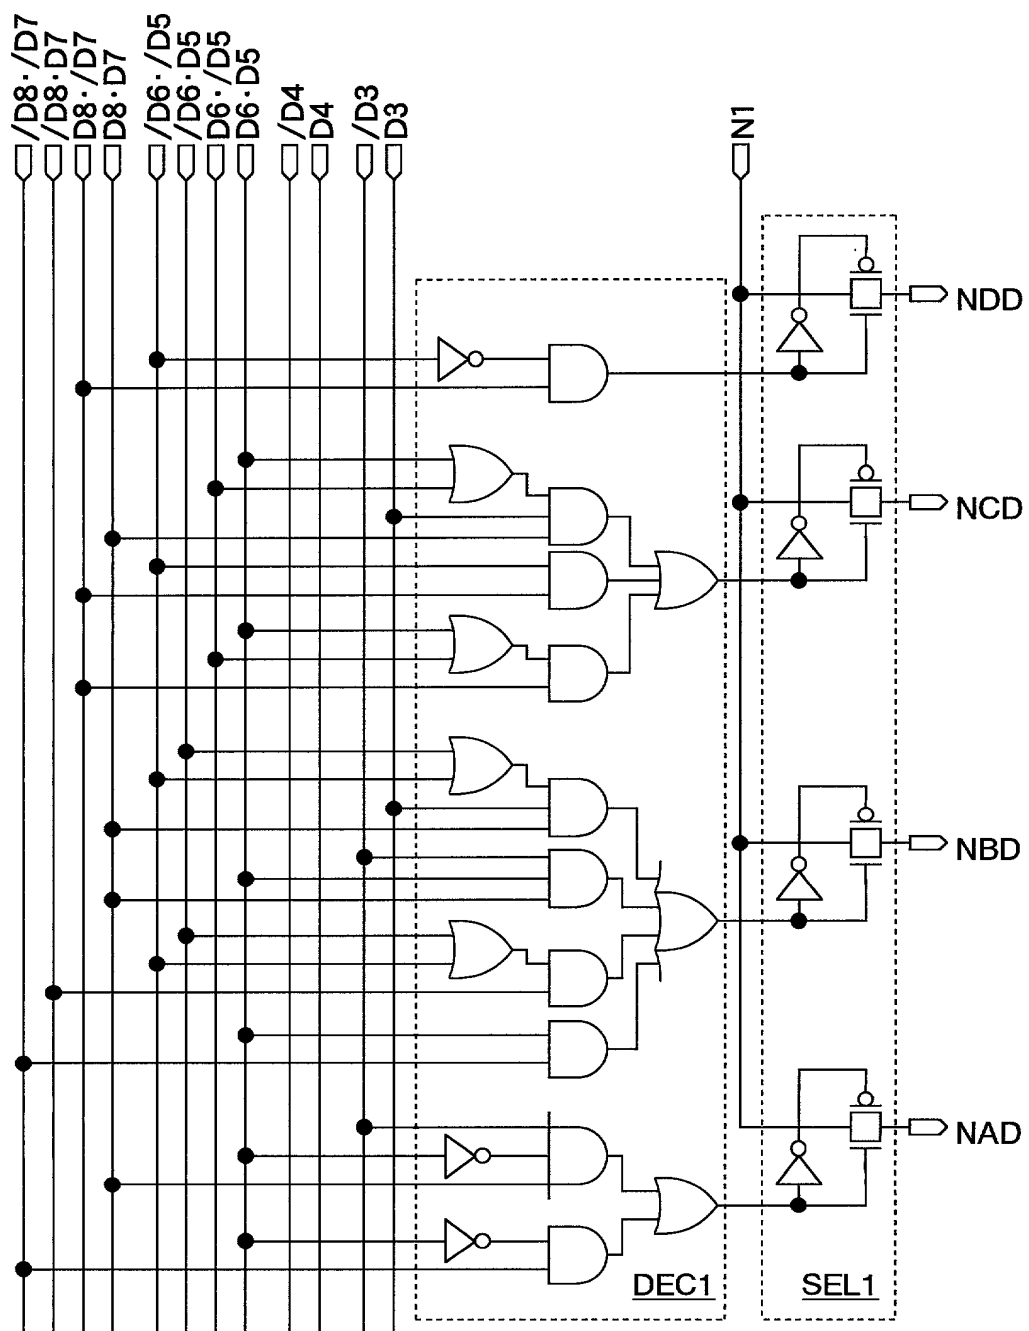 /D8·/D7
/D8·D7
D8·/D7
D8·D7
/D6·/D5
/D6·D5
D6·/D5
D6·D5
/D4
D4
/D3
D3
N1
NDD
NCD
NBD
NAD
DEC1
SEL1